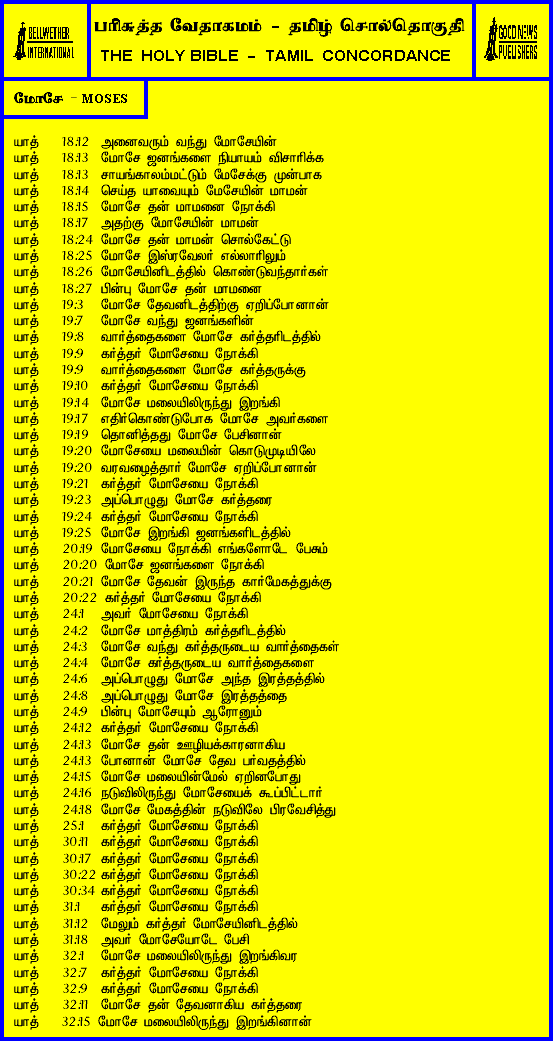 BELLWETHER
INTERNATIONAL
பரிசுத்த வேதாகமம் - தமிழ் சொல்தொகுதி
THE HOLY BIBLE - TAMIL CONCORDANCE
GOOD NEWS
PUBLISHERS
மோசே - MOSES
யாத் 18:12 அனைவரும் வந்து மோசேயின்
யாத் 18:13 மோசே ஜனங்களை நியாயம் விசாரிக்க
யாத் 18:13 சாயங்காலம்மட்டும் மேசேக்கு முன்பாக
யாத் 18:14 செய்த யாவையும் மேசேயின் மாமன்
யாத் 18:15 மோசே தன் மாமனை நோக்கி
யாத் 18:17 அதற்கு மோசேயின் மாமன்
யாத் 18:24 மோசே தன் மாமன் சொல்கேட்டு
யாத் 18:25 மோசே இஸ்ரவேலர் எல்லாரிலும்
யாத் 18:26 மோசேயினிடத்தில் கொண்டுவந்தார்கள்
யாத் 18:27 பின்பு மோசே தன் மாமனை
யாத் 19:3 மோசே தேவனிடத்திற்கு ஏறிப்போனான்
யாத் 19:7 மோசே வந்து ஜனங்களின்
யாத் 19:8 வார்த்தைகளை மோசே கர்த்தரிடத்தில்
யாத் 19:9 கர்த்தர் மோசேயை நோக்கி
யாத் 19:9 வார்த்தைகளை மோசே கர்த்தருக்கு
யாத் 19:10 கர்த்தர் மோசேயை நோக்கி
யாத் 19:14 மோசே மலையிலிருந்து இறங்கி
யாத் 19:17 எதிர்கொண்டுபோக மோசே அவர்களை
யாத் 19:19 தொனித்தது மோசே பேசினான்
யாத் 19:20 மோசேயை மலையின் கொடுமுடியிலே
யாத் 19:20 வரவழைத்தார் மோசே ஏறிப்போனான்
யாத் 19:21 கர்த்தர் மோசேயை நோக்கி
யாத் 19:23 அப்பொழுது மோசே கர்த்தரை
யாத் 19:24 கர்த்தர் மோசேயை நோக்கி
யாத் 19:25 மோசே இறங்கி ஜனங்களிடத்தில்
யாத் 20:19 மோசேயை நோக்கி எங்களோடே பேசும்
யாத் 20:20 மோசே ஜனங்களை நோக்கி
யாத் 20:21 மோசே தேவன் இருந்த கார்மேகத்துக்கு
யாத் 20:22 கர்த்தர் மோசேயை நோக்கி
யாத் 24:1 அவர் மோசேயை நோக்கி
யாத் 24:2 மோசே மாத்திரம் கர்த்தரிடத்தில்
யாத் 24:3 மோசே வந்து கர்த்தருடைய வார்த்தைகள்
யாத் 24:4 மோசே கர்த்தருடைய வார்த்தைகளை
யாத் 24:6 அப்பொழுது மோசே அந்த இரத்தத்தில்
யாத் 24:8 அப்பொழுது மோசே இரத்தத்தை
யாத் 24:9 பின்பு மோசேயும் ஆரோனும்
யாத் 24:12 கர்த்தர் மோசேயை நோக்கி
யாத் 24:13 மோசே தன் ஊழியக்காரனாகிய
யாத் 24:13 போனான் மோசே தேவ பர்வதத்தில்
யாத் 24:15 மோசே மலையின்மேல் ஏறினபோது
யாத் 24:16 நடுவிலிருந்து மோசேயைக் கூப்பிட்டார்
யாத் 24:18 மோசே மேகத்தின் நடுவிலே பிரவேசித்து
யாத் 25:1 கர்த்தர் மோசேயை நோக்கி
யாத் 30:11 கர்த்தர் மோசேயை நோக்கி
யாத் 30:17 கர்த்தர் மோசேயை நோக்கி
யாத் 30:22 கர்த்தர் மோசேயை நோக்கி
யாத் 30:34 கர்த்தர் மோசேயை நோக்கி
யாத் 31:1 கர்த்தர் மோசேயை நோக்கி
யாத் 31:12 மேலும் கர்த்தர் மோசேயினிடத்தில்
யாத் 31:18 அவர் மோசேயோடே பேசி
யாத் 32:1 மோசே மலையிலிருந்து இறங்கிவர
யாத் 32:7 கர்த்தர் மோசேயை நோக்கி
யாத் 32:9 கர்த்தர் மோசேயை நோக்கி
யாத் 32:11 மோசே தன் தேவனாகிய கர்த்தரை
யாத் 32:15 மோசே மலையிலிருந்து இறங்கினான்